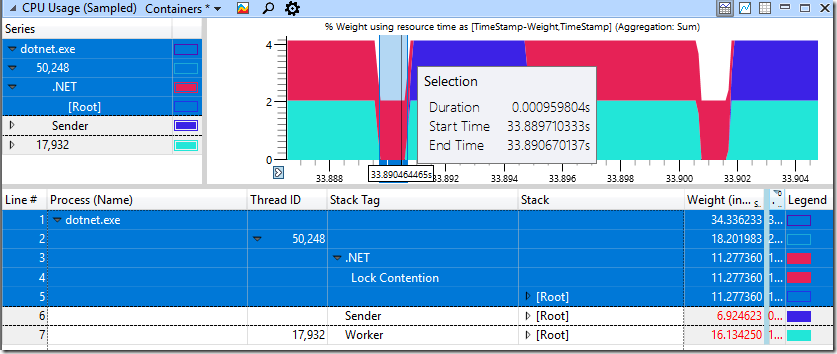 CPU Usage (Sampled) Containers *
Series
dotnet.exe
50,248
.NET
[Root]
Sender
17,932
% Weight using resource time as [TimeStamp-Weight,TimeStamp] (Aggregation: Sum)
4
2
0
Selection
Duration 0.000959804s
Start Time 33.889710333s
End Time 33.890670137s
33.890464465s
33.888 33.892 33.894 33.896 33.898 33.900 33.902 33.904
Line # Process (Name) Thread ID Stack Tag Stack Weight (in... s. . s Legend
1 dotnet.exe 34.336233 3...
2 50,248 18.201983 2...
3 .NET 11.277360 1...
4 Lock Contention 11.277360 1...
5 [Root] 11.277360 1...
6 Sender [Root] 6.924623 0...
7 17,932 Worker [Root] 16.134250 1...